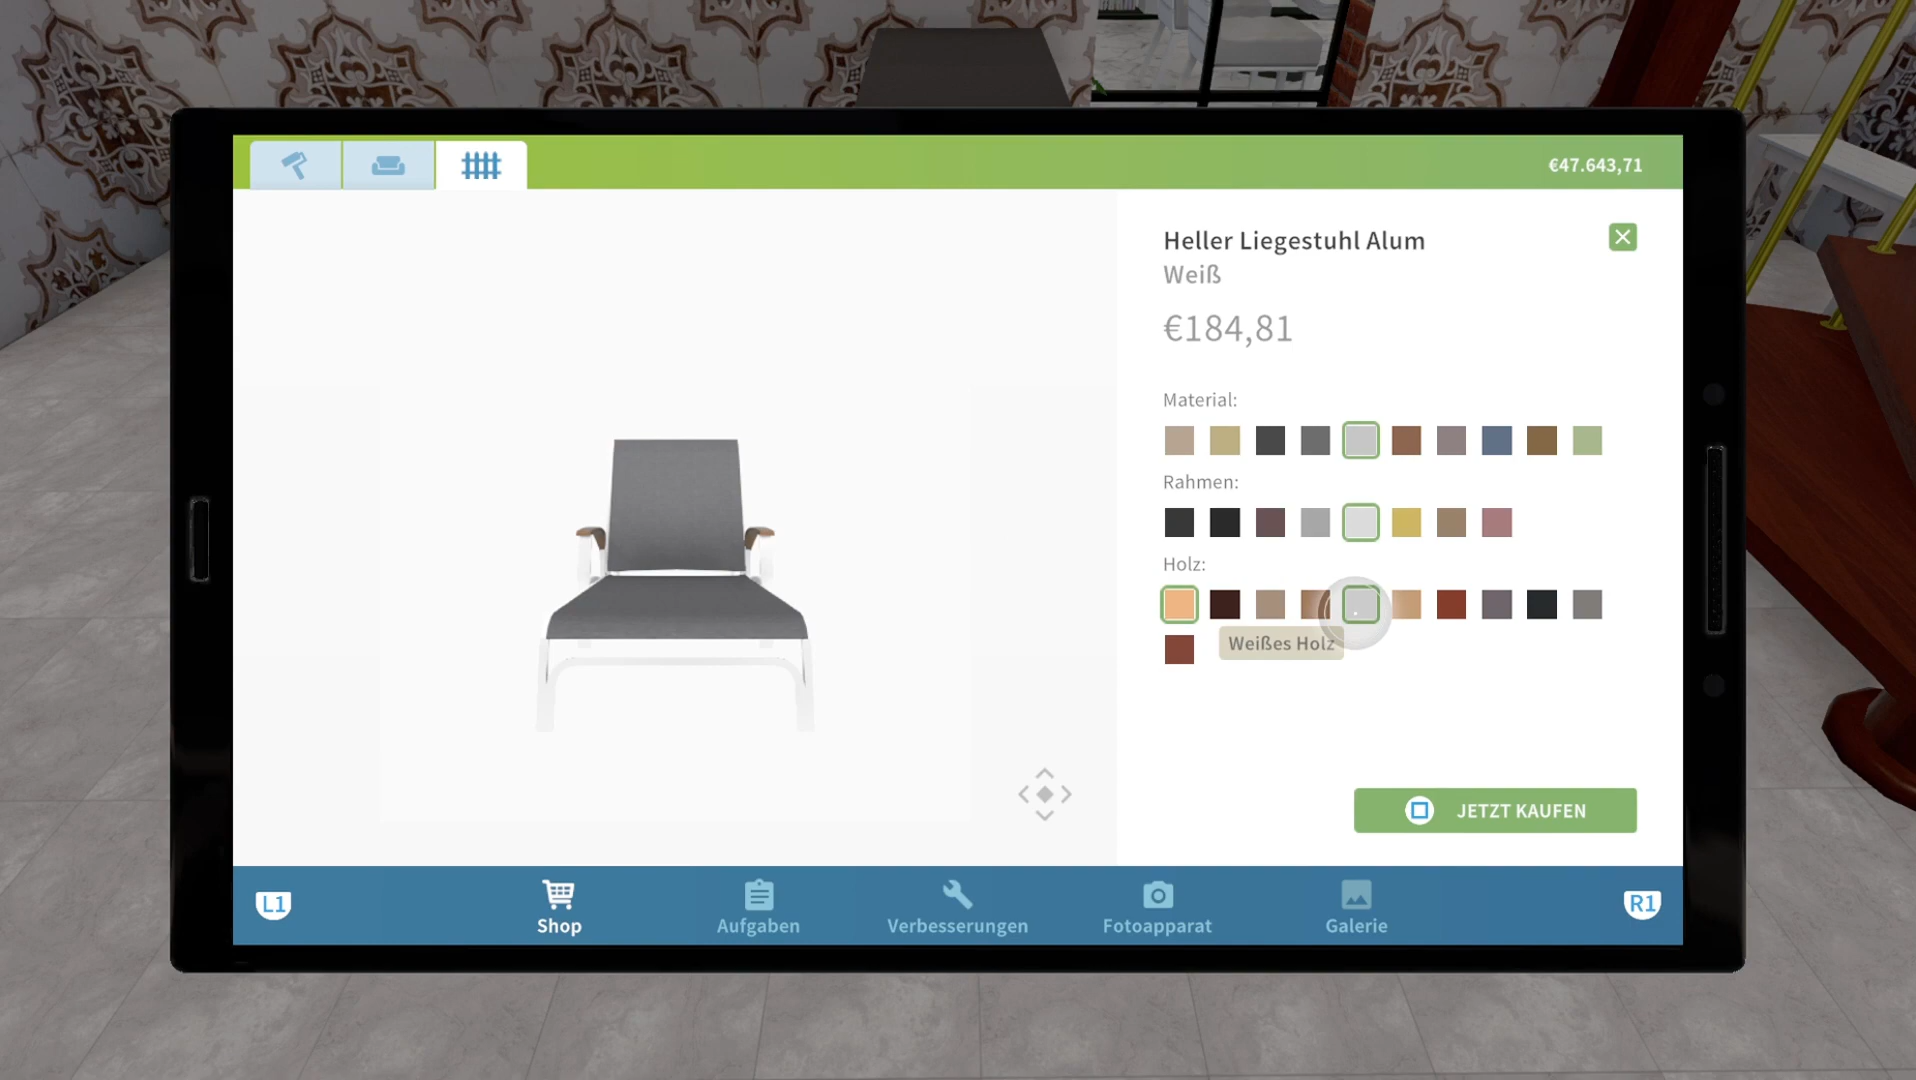 €47.643,71
Heller Liegestuhl Alum
Weiß
€184,81
Material:
Rahmen:
Holz:
Weißes Holz
JETZT KAUFEN
L1
Shop
Aufgaben
Verbesserungen
Fotoapparat
Galerie
R1